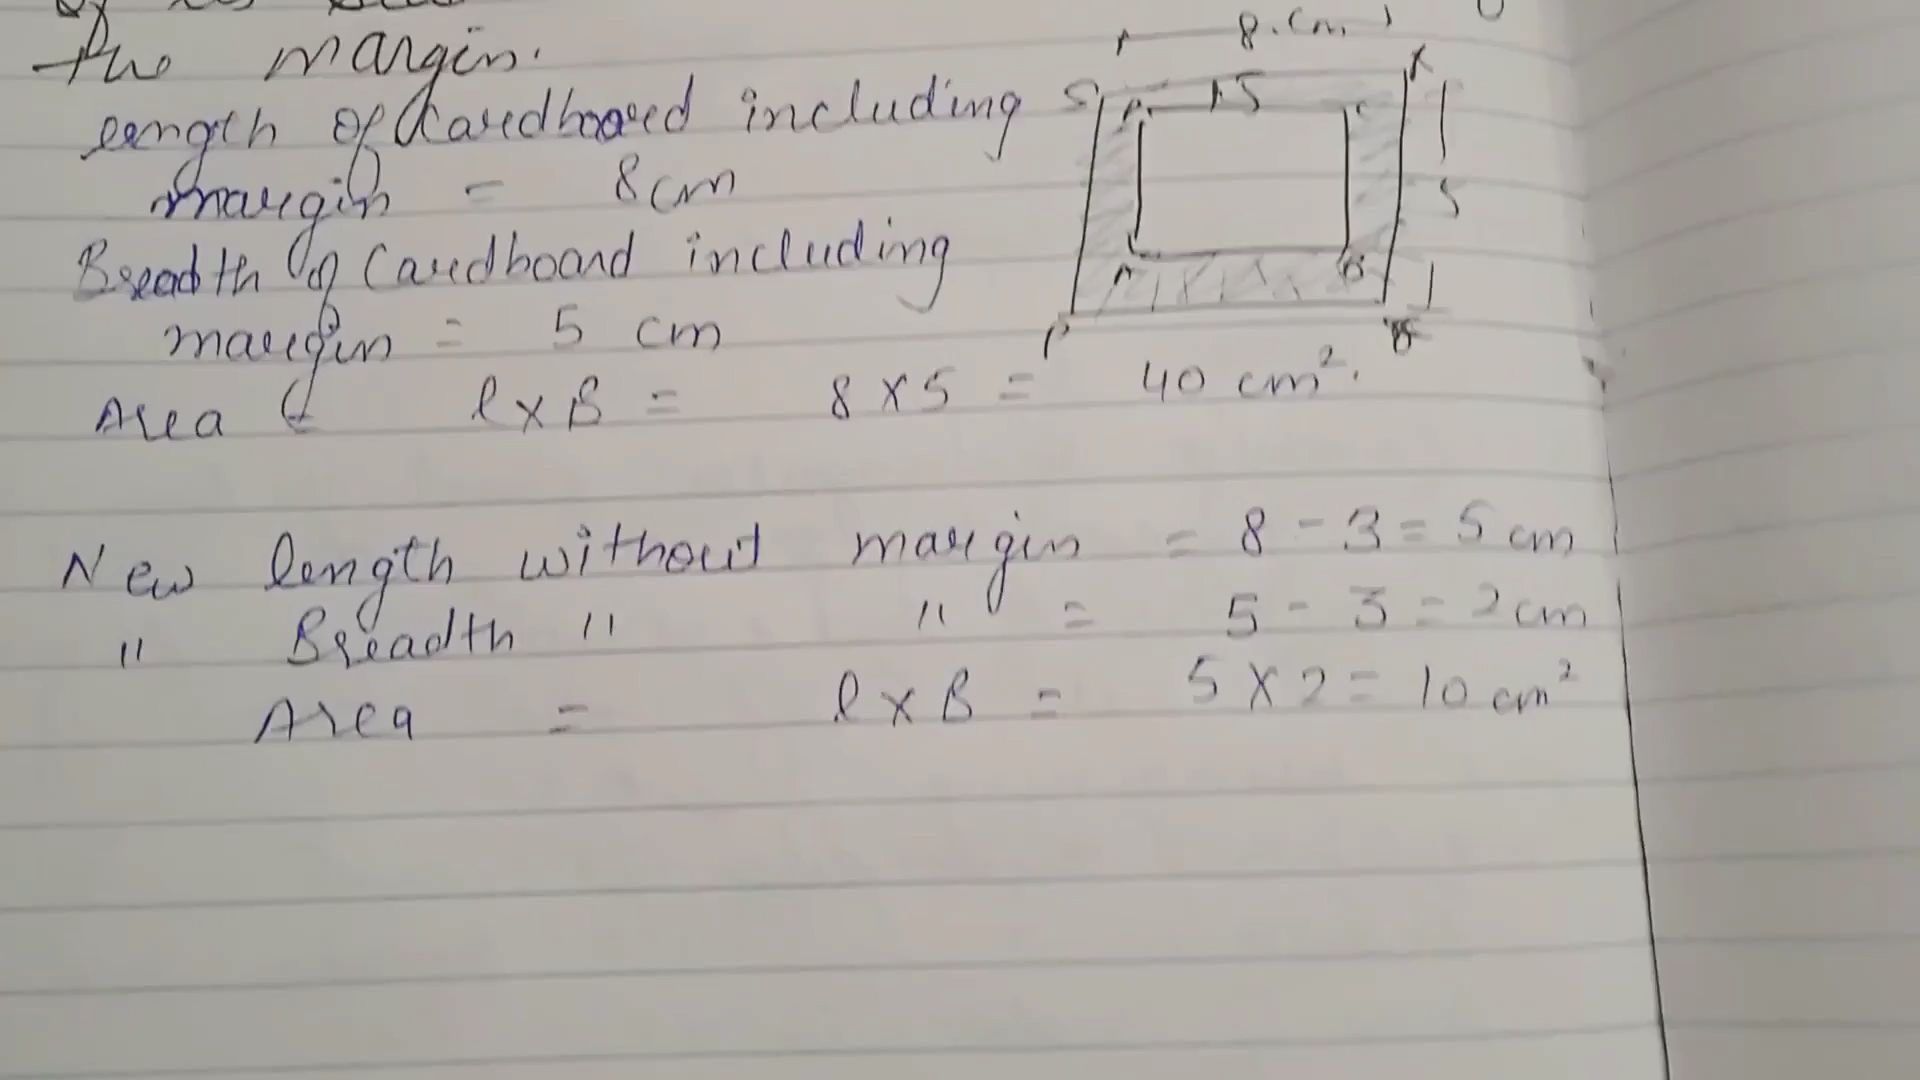 the margin.
length of Cardboard including
margin = 8cm
Breadth of Cardboard including
margin = 5 cm
Area l x B = 8 x 5 = 40 cm².
New length without margin = 8 - 3 = 5 cm
" Breadth " " = 5 - 3 = 2 cm
Area = l x B = 5 x 2 = 10 cm²
8 cm
S
1.5
5
A
B
P